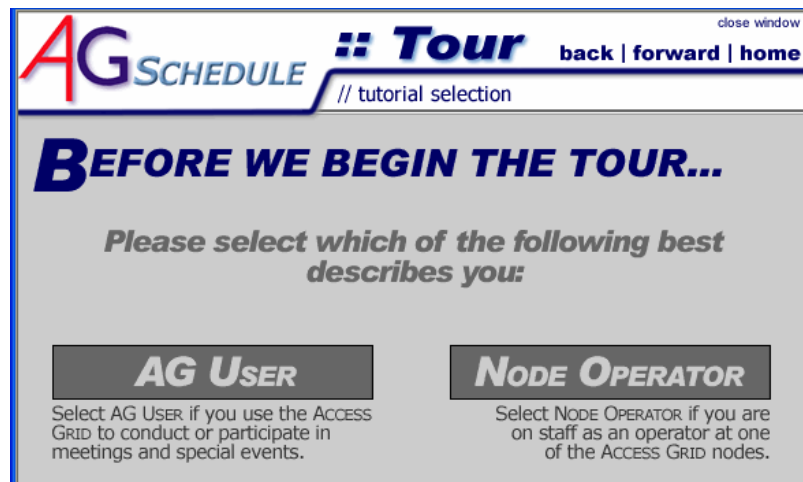 close window
AGSCHEDULE
:: Tour
back | forward | home
// tutorial selection
BEFORE WE BEGIN THE TOUR...
Please select which of the following best
describes you:
AG USER
Select AG USER if you use the ACCESS
GRID to conduct or participate in
meetings and special events.
NODE OPERATOR
Select NODE OPERATOR if you are
on staff as an operator at one
of the ACCESS GRID nodes.